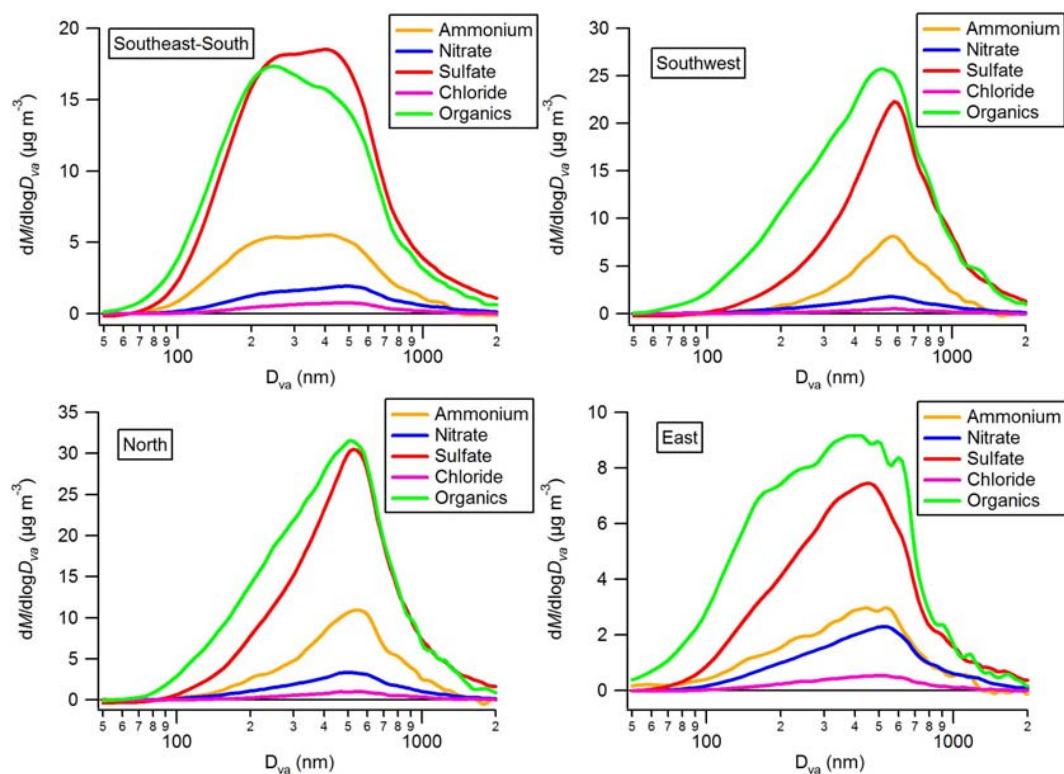 Southeast-South
Ammonium
Nitrate
Sulfate
Chloride
Organics
dM/dlogDva (µg m⁻³)
20
15
10
5
0
5 6 7 8 9 100 2 3 4 5 6 7 8 9 1000 2
Dva (nm)
Southwest
Ammonium
Nitrate
Sulfate
Chloride
Organics
dM/dlogDva (µg m⁻³)
30
25
20
15
10
5
0
5 6 7 8 9 100 2 3 4 5 6 7 8 9 1000 2
Dva (nm)
North
Ammonium
Nitrate
Sulfate
Chloride
Organics
dM/dlogDva (µg m⁻³)
35
30
25
20
15
10
5
0
5 6 7 8 9 100 2 3 4 5 6 7 8 9 1000 2
Dva (nm)
East
Ammonium
Nitrate
Sulfate
Chloride
Organics
dM/dlogDva (µg m⁻³)
10
8
6
4
2
0
5 6 7 8 9 100 2 3 4 5 6 7 8 9 1000 2
Dva (nm)